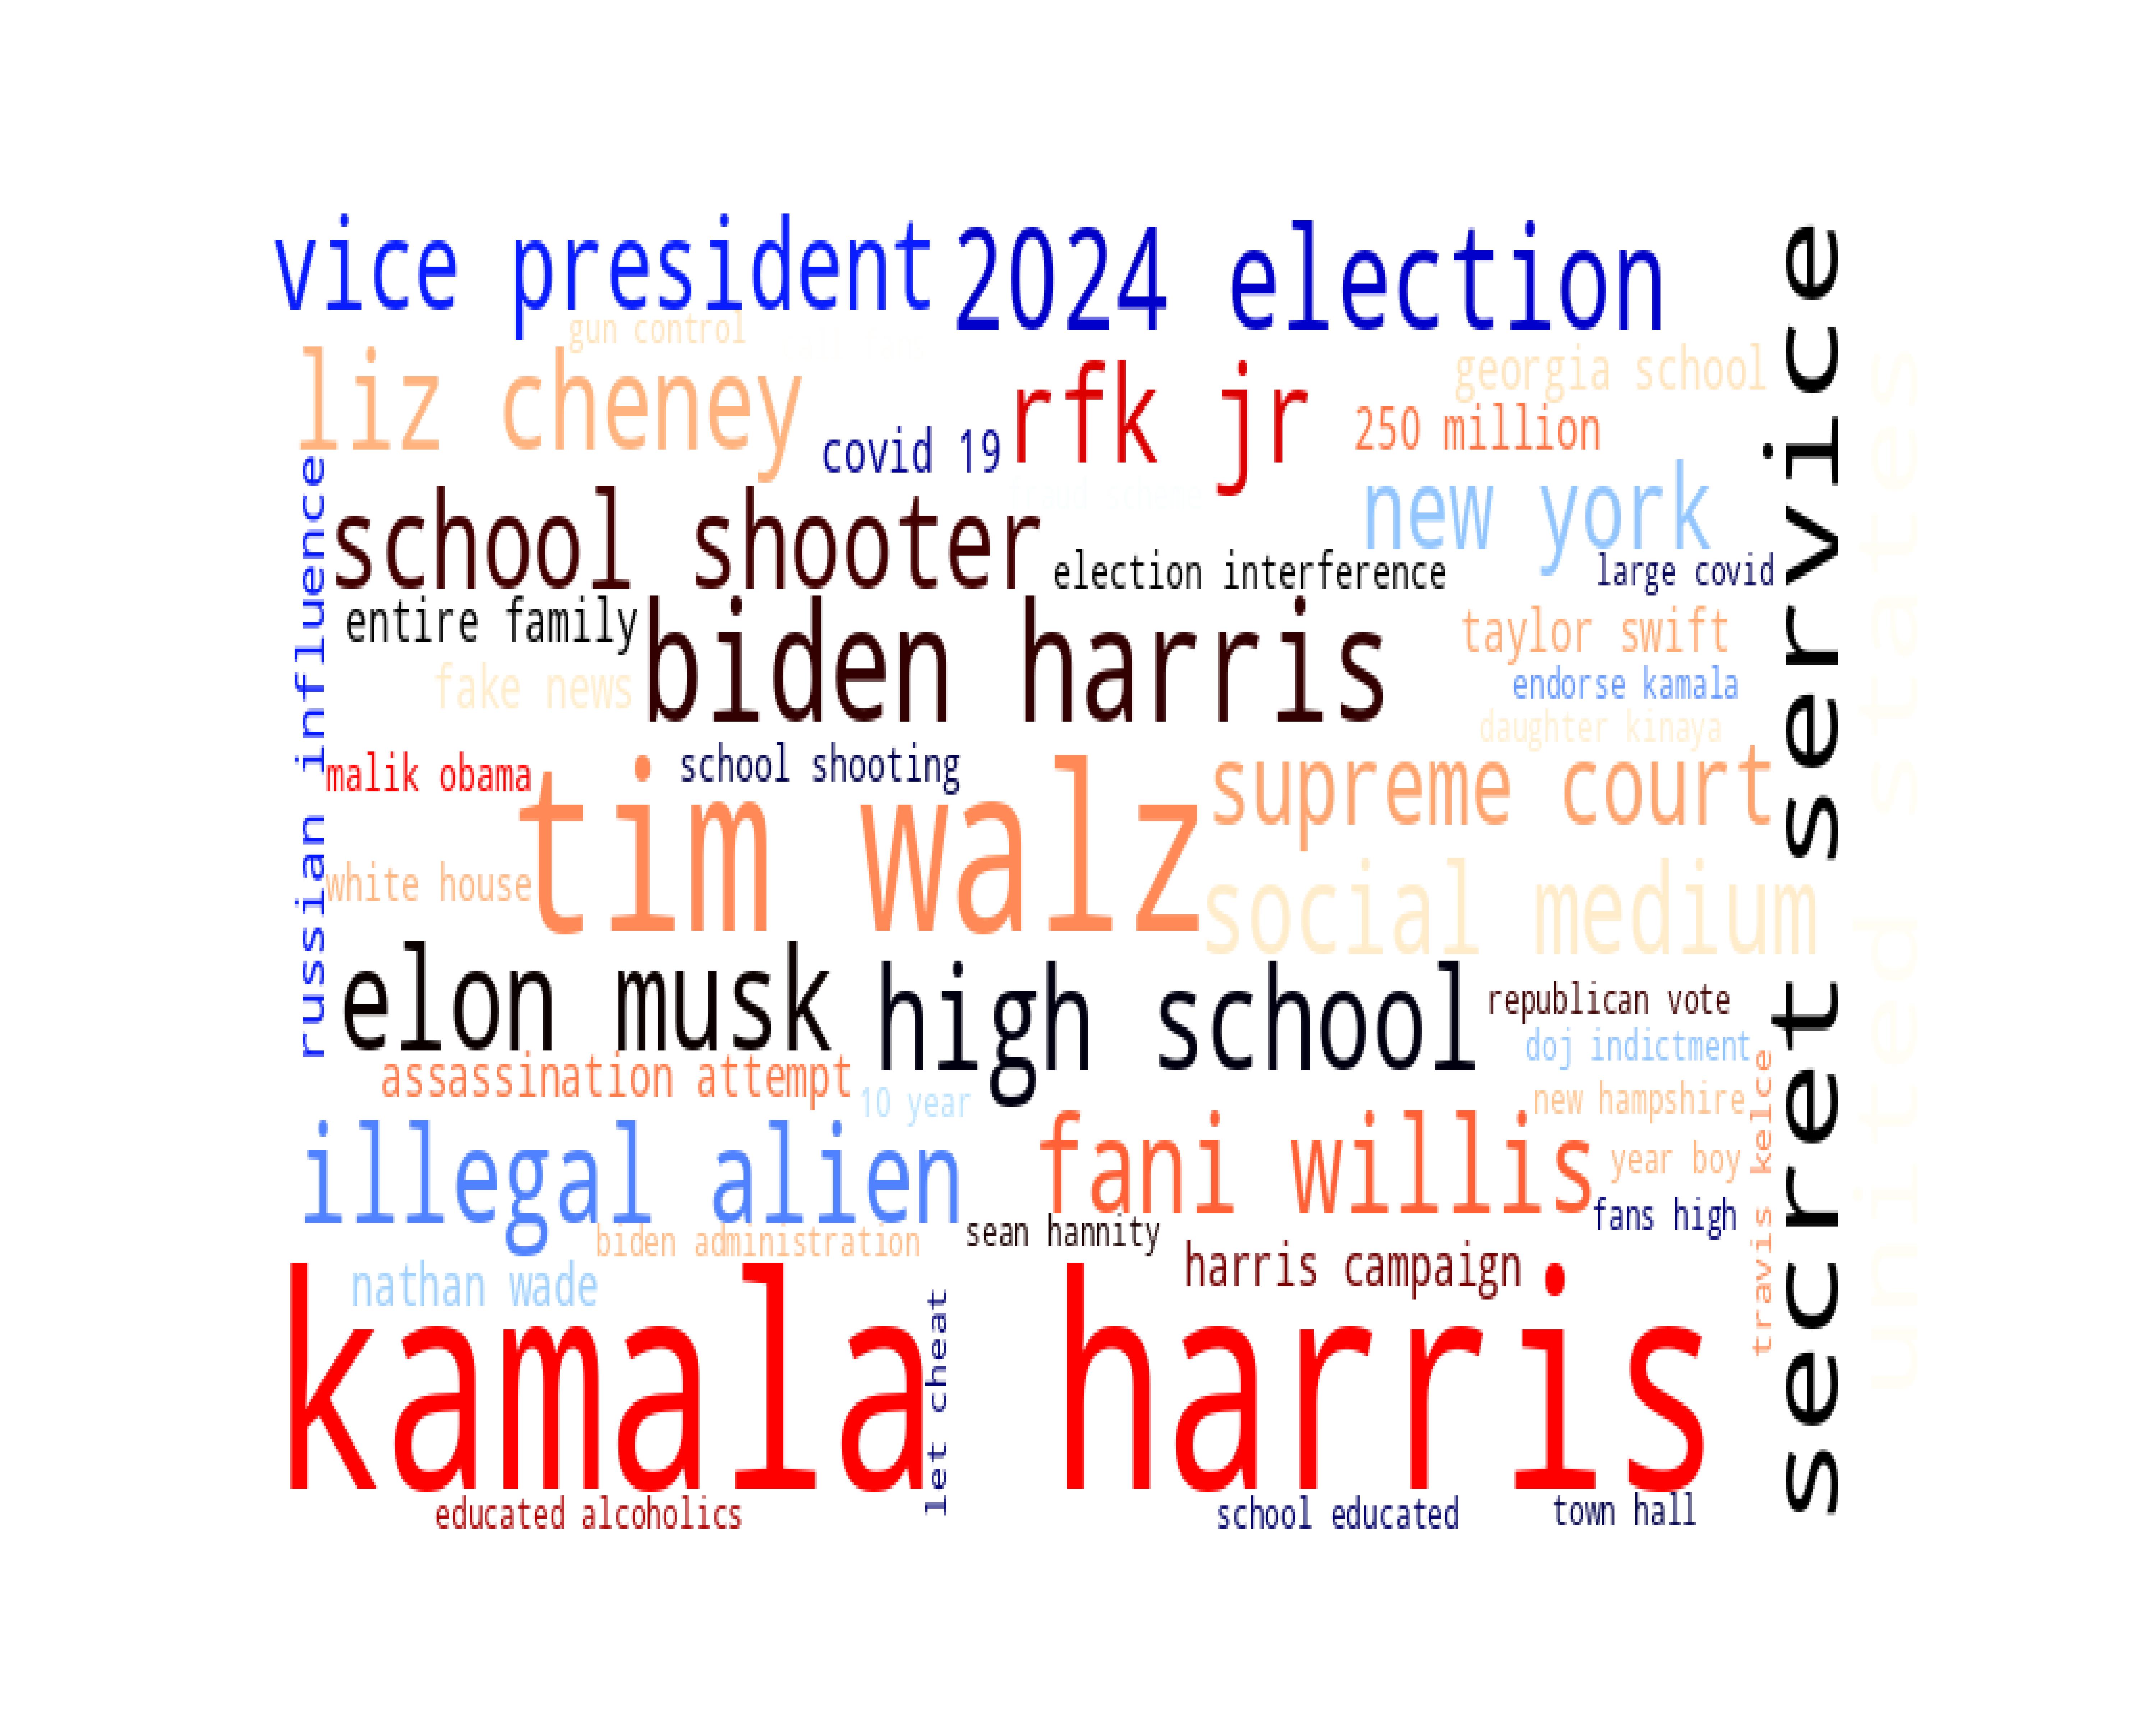 vice president
2024 election
gun control
liz cheney
rfk jr
georgia school
250 million
covid 19
new york
school shooter
election interference
large covid
entire family
biden harris
taylor swift
endorse kamala
fake news
daughter kinaya
malik obama
school shooting
supreme court
tim walz
white house
social medium
russian influence
elon musk
high school
republican vote
doj indictment
assassination attempt
10 year
new hampshire
illegal alien
fani willis
year boy
fans high
biden administration
sean hannity
harris campaign
nathan wade
travis kelce
kamala harris
let cheat
educated alcoholics
school educated
town hall
secret service
united states